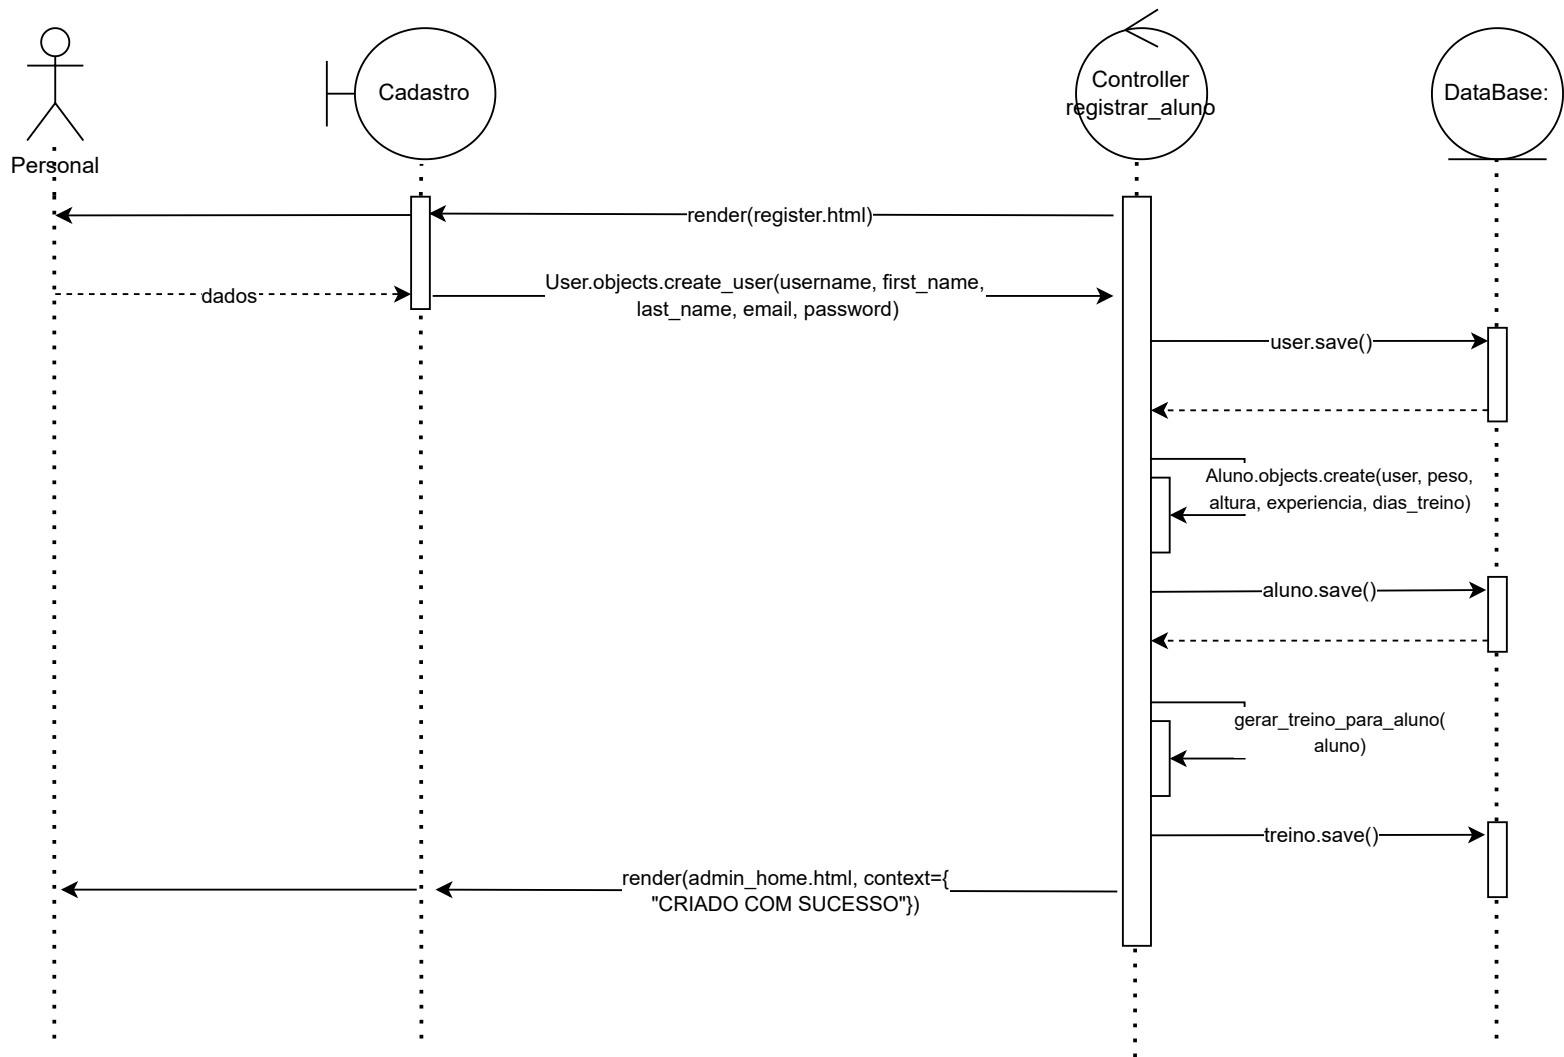 Cadastro
Controller
registrar_aluno
DataBase:
Personal
render(register.html)
dados
User.objects.create_user(username, first_name,
last_name, email, password)
user.save()
Aluno.objects.create(user, peso,
altura, experiencia, dias_treino)
aluno.save()
gerar_treino_para_aluno(
aluno)
treino.save()
render(admin_home.html, context={
"CRIADO COM SUCESSO"})